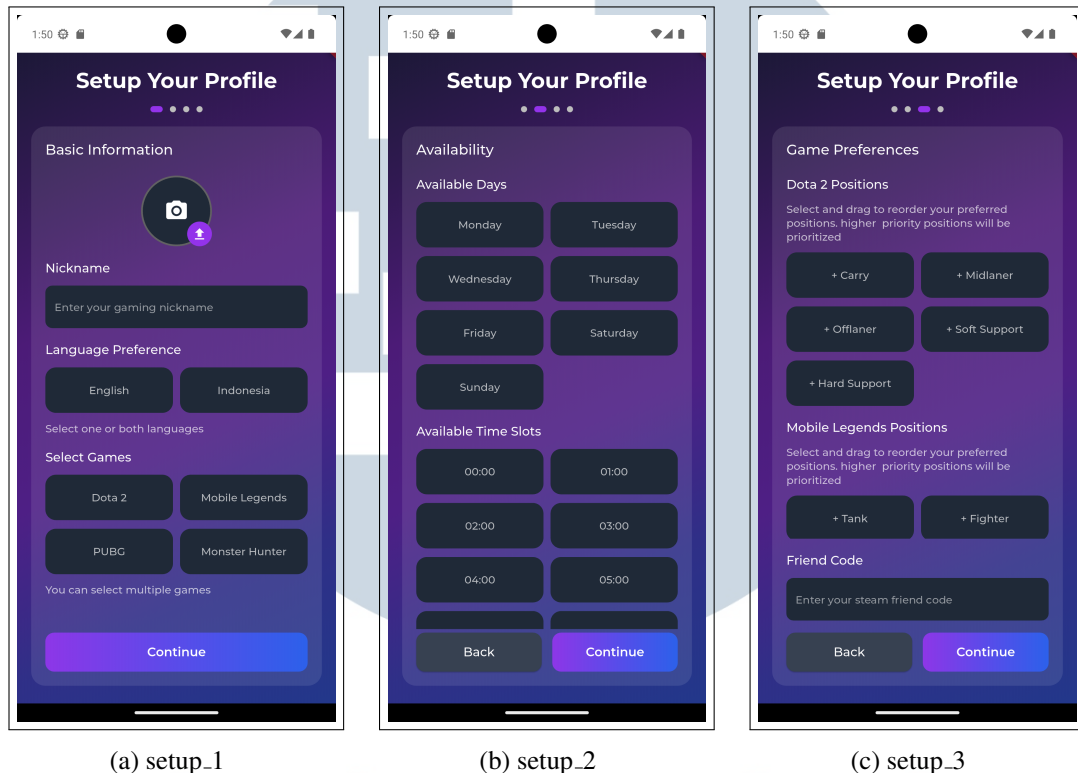 1:50
Setup Your Profile
Basic Information
Nickname
Enter your gaming nickname
Language Preference
English
Indonesia
Select one or both languages
Select Games
Dota 2
Mobile Legends
PUBG
Monster Hunter
You can select multiple games
Continue
(a) setup_1
1:50
Setup Your Profile
Availability
Available Days
Monday
Tuesday
Wednesday
Thursday
Friday
Saturday
Sunday
Available Time Slots
00:00
01:00
02:00
03:00
04:00
05:00
Back
Continue
(b) setup_2
1:50
Setup Your Profile
Game Preferences
Dota 2 Positions
Select and drag to reorder your preferred
positions. higher  priority positions will be
prioritized
+ Carry
+ Midlaner
+ Offlaner
+ Soft Support
+ Hard Support
Mobile Legends Positions
Select and drag to reorder your preferred
positions. higher  priority positions will be
prioritized
+ Tank
+ Fighter
Friend Code
Enter your steam friend code
Back
Continue
(c) setup_3